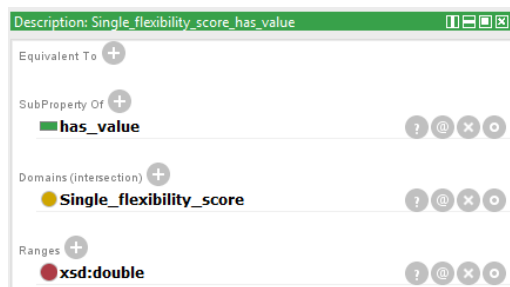 Description: Single_flexibility_score_has_value
Equivalent To
SubProperty Of
has_value
Domains (intersection)
Single_flexibility_score
Ranges
xsd:double